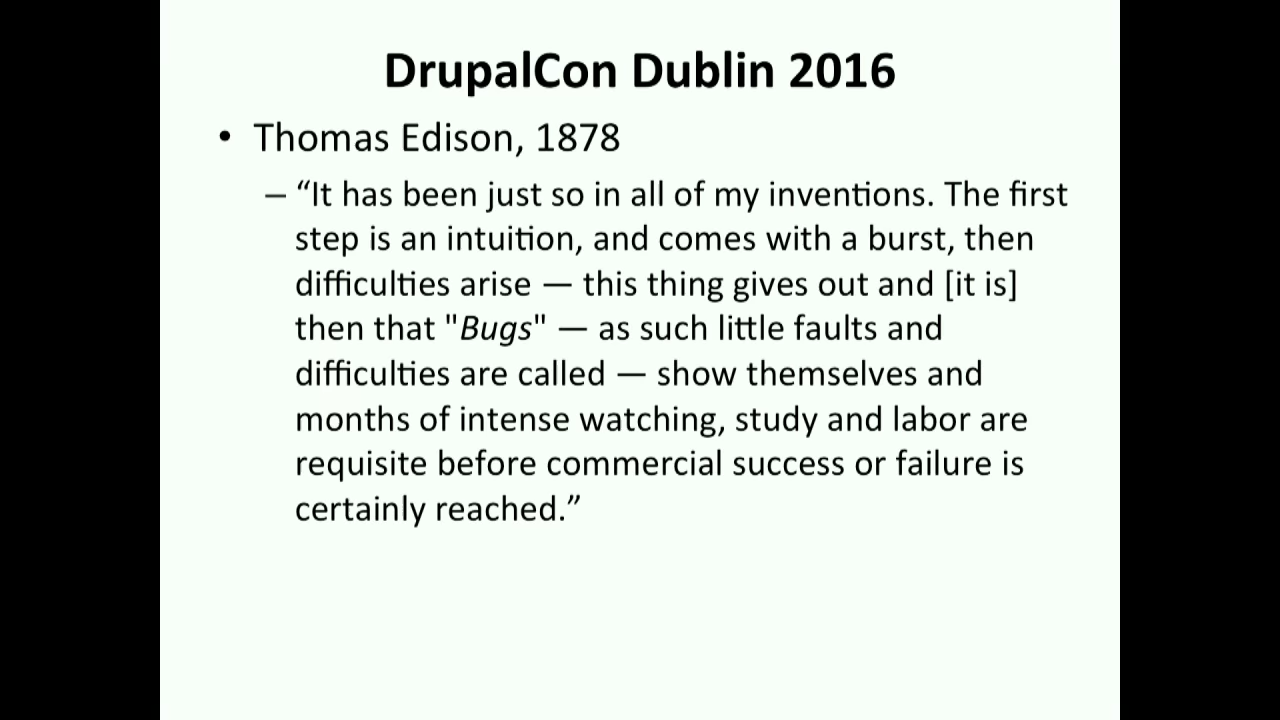 DrupalCon Dublin 2016
• Thomas Edison, 1878
– “It has been just so in all of my inventions. The first
step is an intuition, and comes with a burst, then
difficulties arise — this thing gives out and [it is]
then that "Bugs" — as such little faults and
difficulties are called — show themselves and
months of intense watching, study and labor are
requisite before commercial success or failure is
certainly reached.”